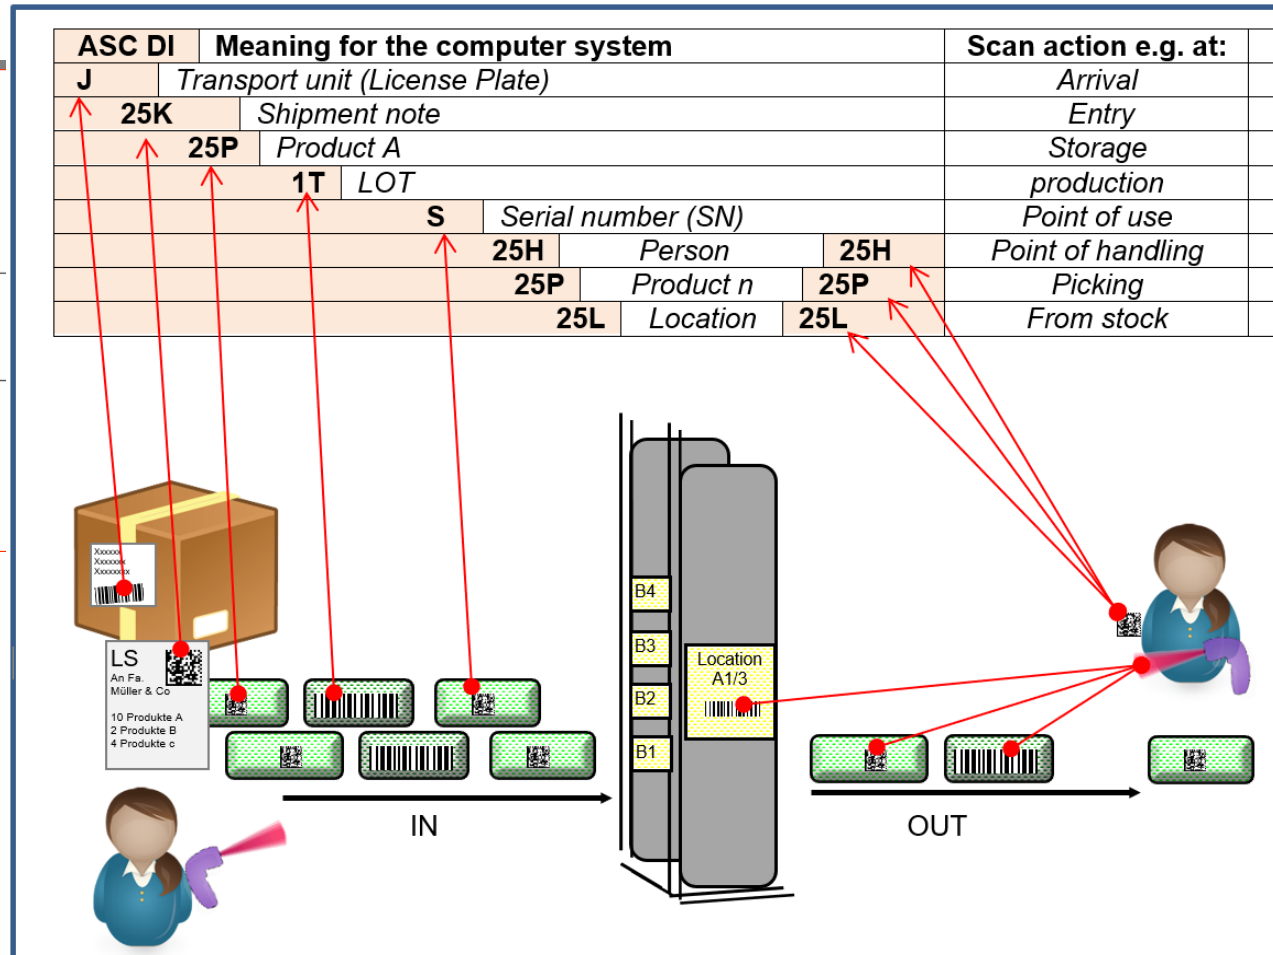 ASC DI Meaning for the computer system Scan action e.g. at:
J Transport unit (License Plate) Arrival
25K Shipment note Entry
25P Product A Storage
1T LOT production
S Serial number (SN) Point of use
25H Person 25H Point of handling
25P Product n 25P Picking
25L Location 25L From stock
Xxxxxx
Xxxxxxx
Xxxxxxxx
LS
An Fa.
Müller & Co
10 Produkte A
2 Produkte B
4 Produkte c
B4
B3
B2
B1
Location
A1/3
IN
OUT